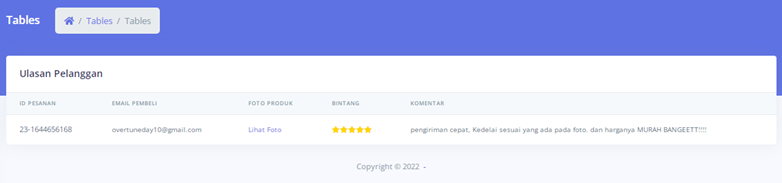 Tables / Tables / Tables
Ulasan Pelanggan
ID PESANAN EMAIL PEMBELI FOTO PRODUK BINTANG KOMENTAR
23-1644656168 overtuneday10@gmail.com Lihat Foto pengiriman cepat, Kedelai sesuai yang ada pada foto. dan harganya MURAH BANGEETT!!!!
Copyright © 2022 -